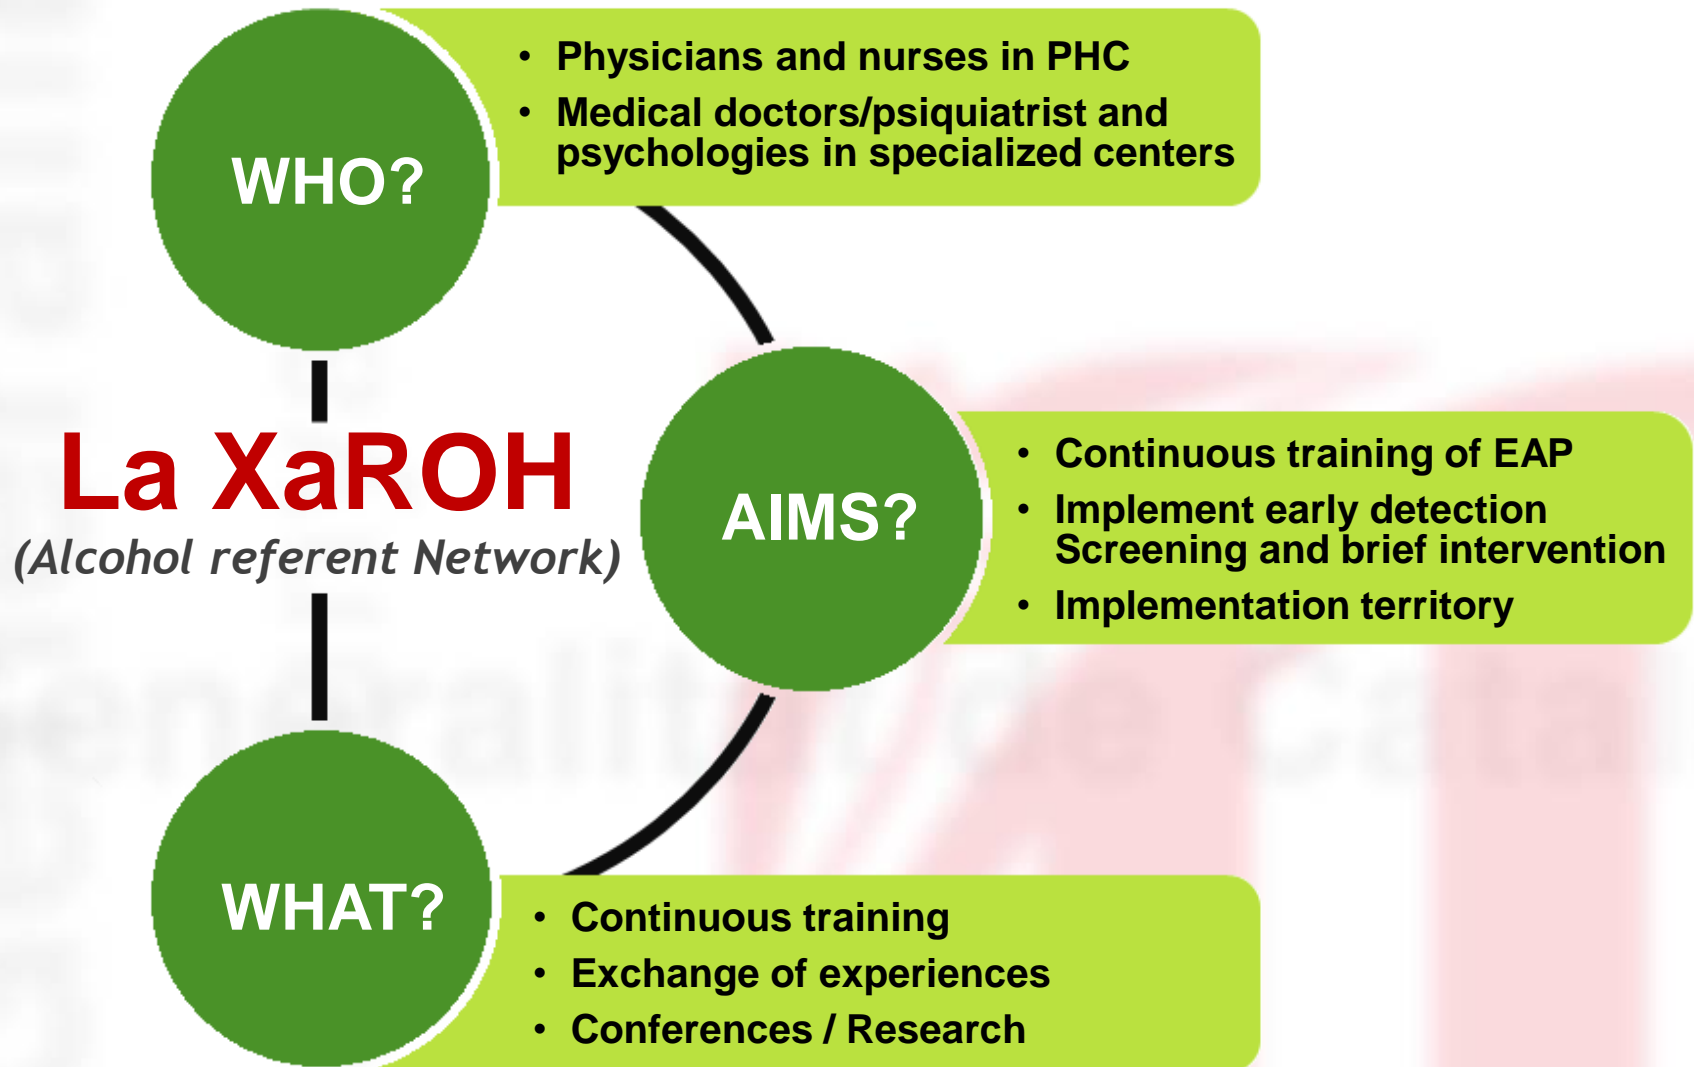 WHO?
• Physicians and nurses in PHC
• Medical doctors/psiquiatrist and
psychologies in specialized centers
La XaROH
(Alcohol referent Network)
AIMS?
• Continuous training of EAP
• Implement early detection
Screening and brief intervention
• Implementation territory
WHAT?
• Continuous training
• Exchange of experiences
• Conferences / Research